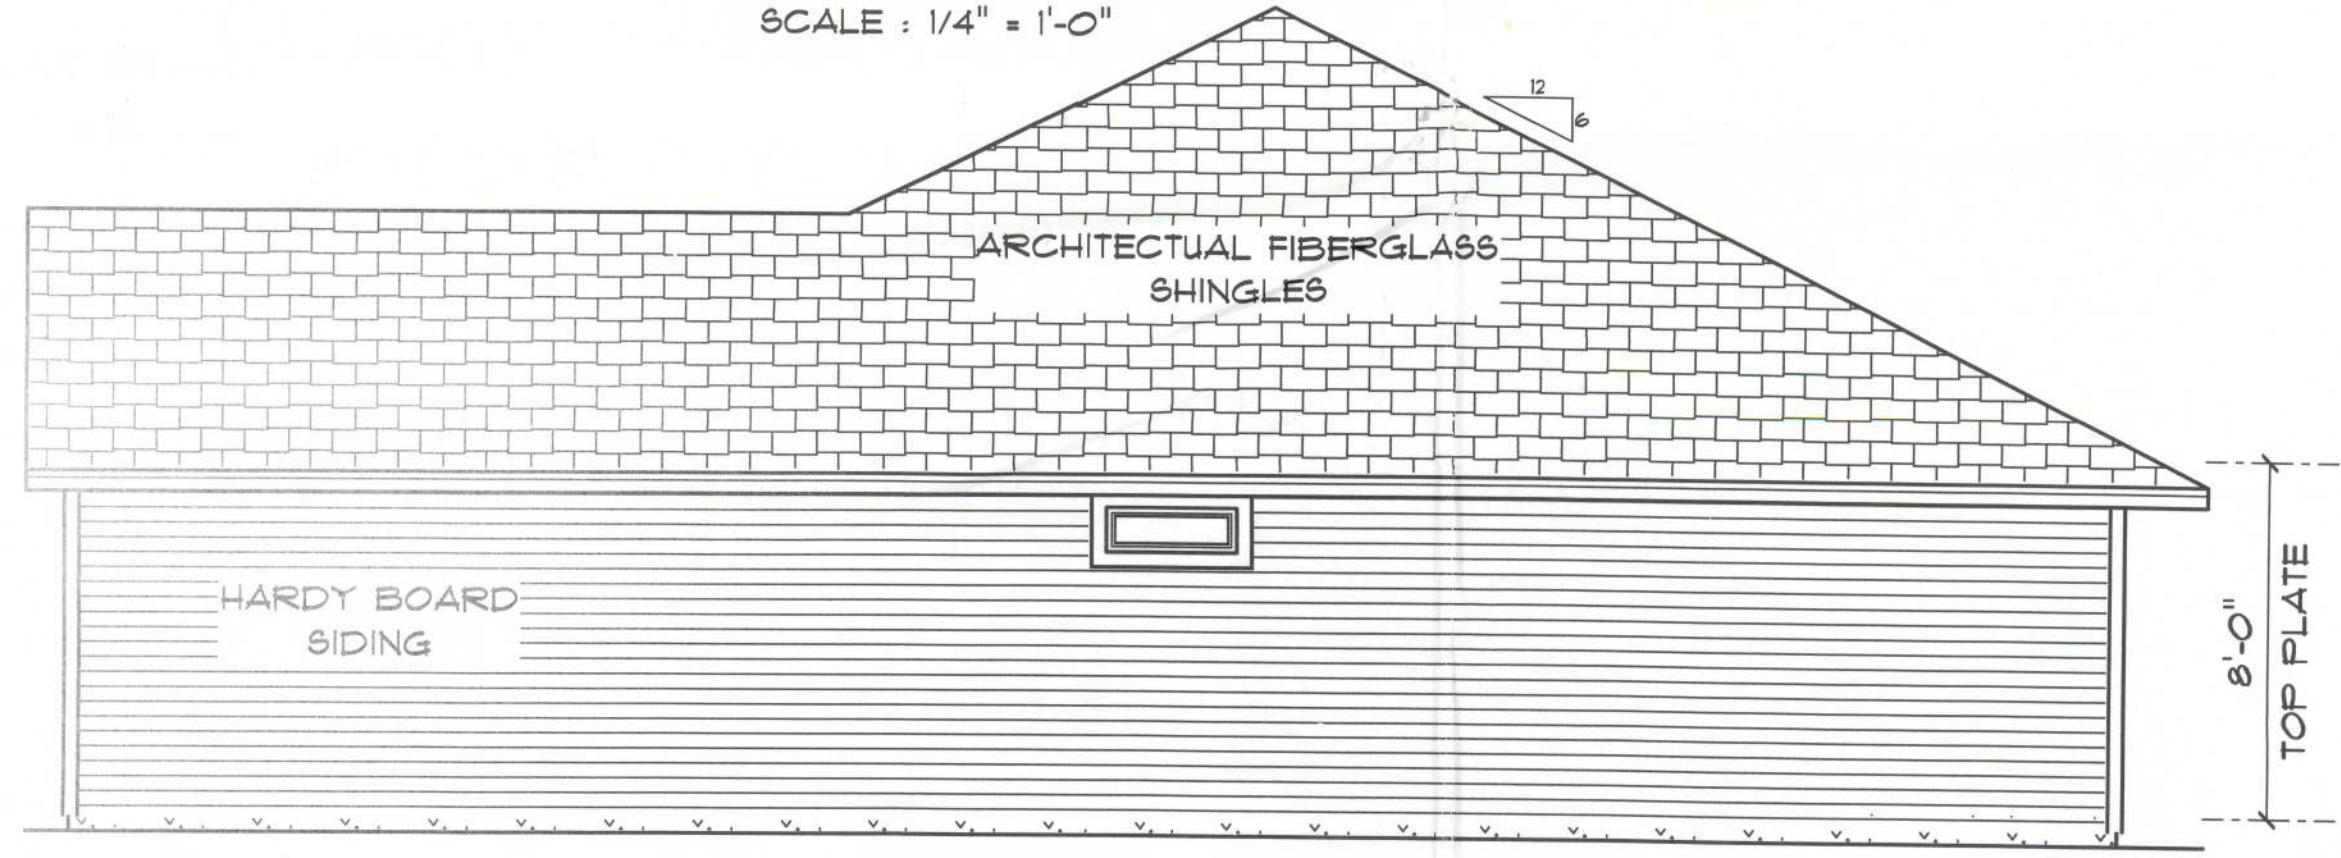 SCALE : 1/4" = 1'-0"
12
6
ARCHITECTUAL FIBERGLASS
SHINGLES
HARDY BOARD
SIDING
8'-0"
TOP PLATE